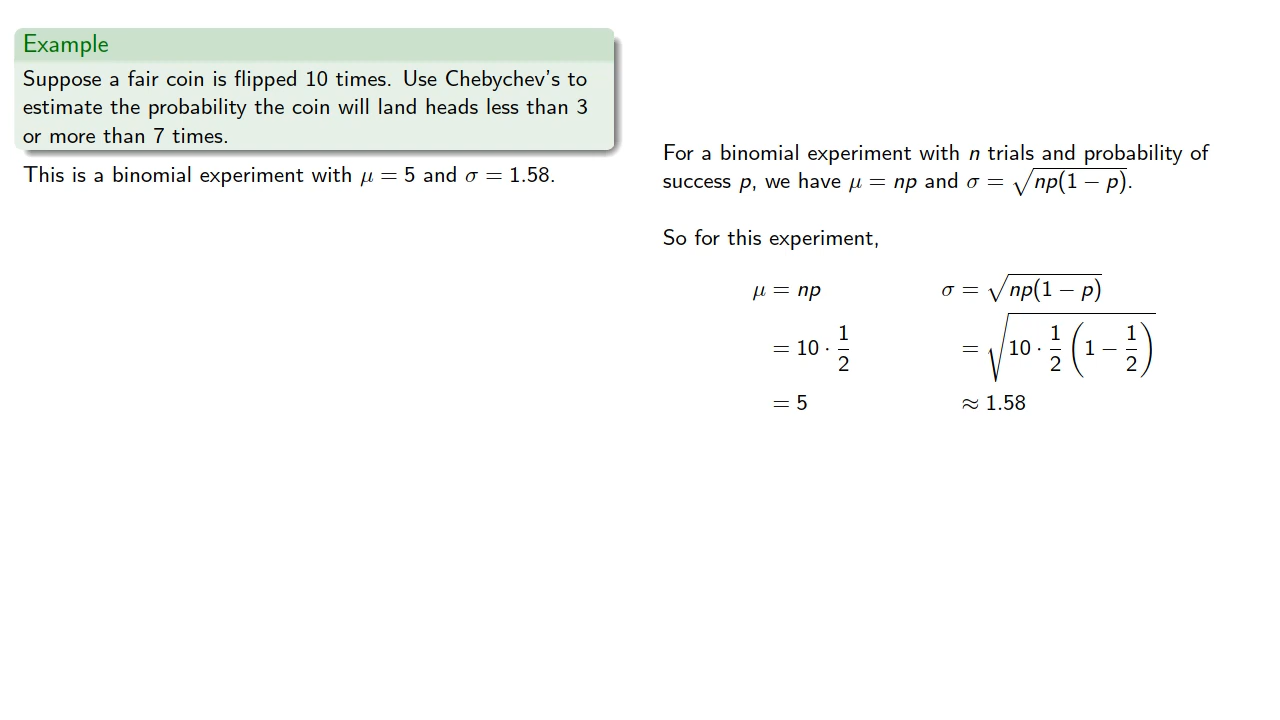 Example
Suppose a fair coin is flipped 10 times. Use Chebychev's to
estimate the probability the coin will land heads less than 3
or more than 7 times.
This is a binomial experiment with μ = 5 and σ = 1.58.
For a binomial experiment with n trials and probability of
success p, we have μ = np and σ = √(np(1 − p)).
So for this experiment,
μ = np
= 10 · 1/2
= 5
σ = √(np(1 − p))
= √(10 · 1/2 (1 − 1/2))
≈ 1.58